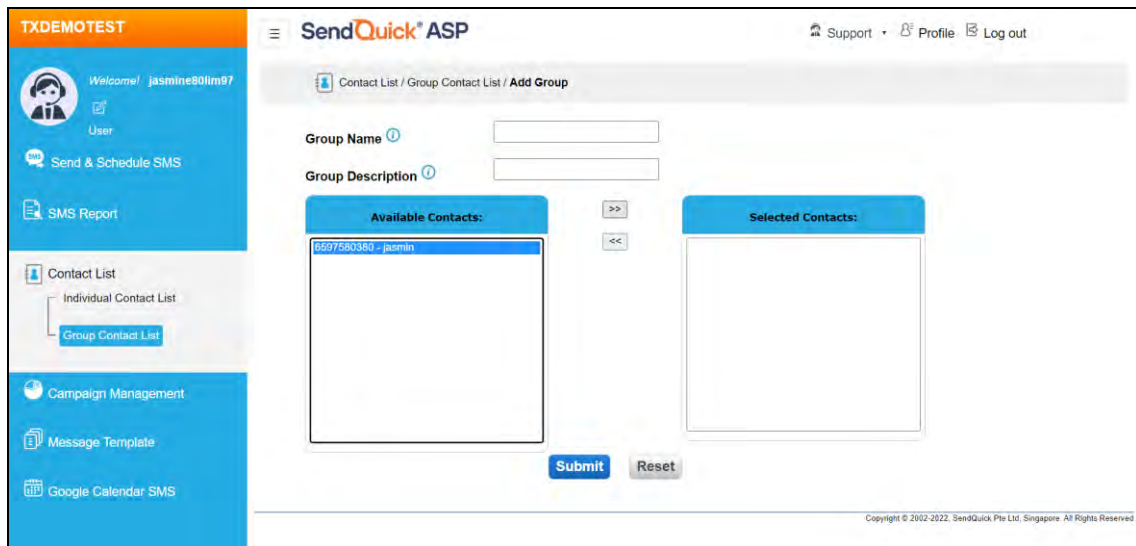 TXDEMOTEST
☰ SendQuick® ASP
Support Profile Log out
Welcome! jasmine80lim97
User
Contact List / Group Contact List / Add Group
Group Name
Group Description
SMS Send & Schedule SMS
SMS Report
Contact List
Individual Contact List
Group Contact List
Campaign Management
Message Template
Google Calendar SMS
Available Contacts:
6597580380 - jasmin
>>
<<
Selected Contacts:
Submit Reset
Copyright © 2002-2022, SendQuick Pte Ltd, Singapore. All Rights Reserved